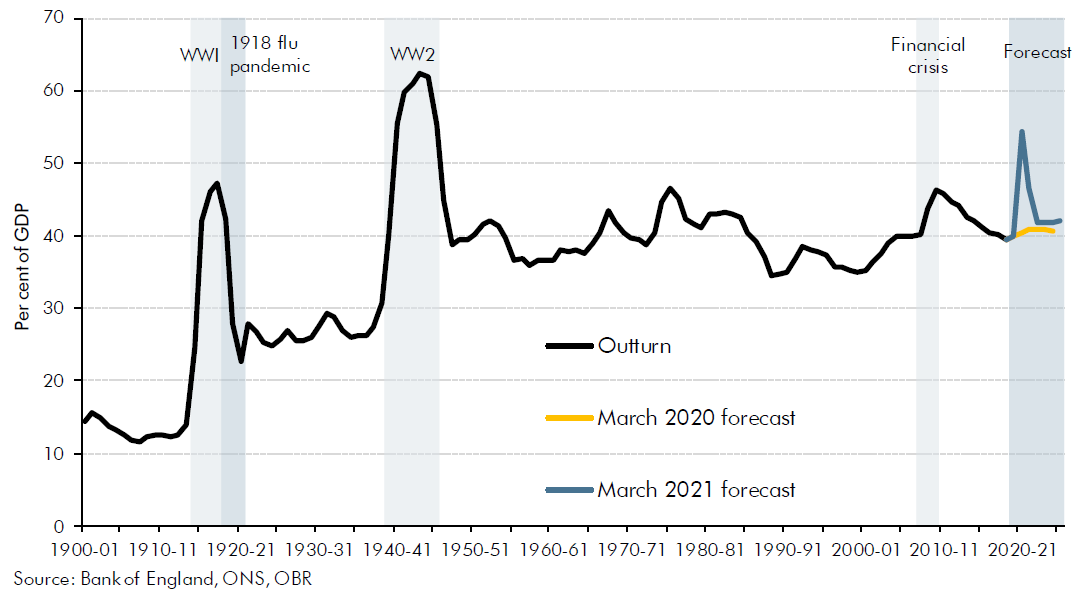 70
60
50
40
30
20
10
0
Per cent of GDP
WWI
1918 flu
pandemic
WW2
Financial
crisis
Forecast
Outturn
March 2020 forecast
March 2021 forecast
1900-01 1910-11 1920-21 1930-31 1940-41 1950-51 1960-61 1970-71 1980-81 1990-91 2000-01 2010-11 2020-21
Source: Bank of England, ONS, OBR